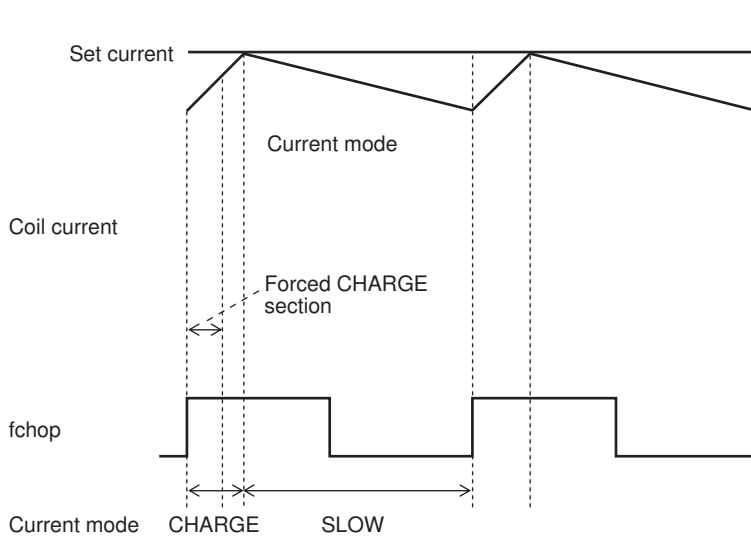 Set current
Current mode
Coil current
Forced CHARGE
section
fchop
Current mode CHARGE SLOW